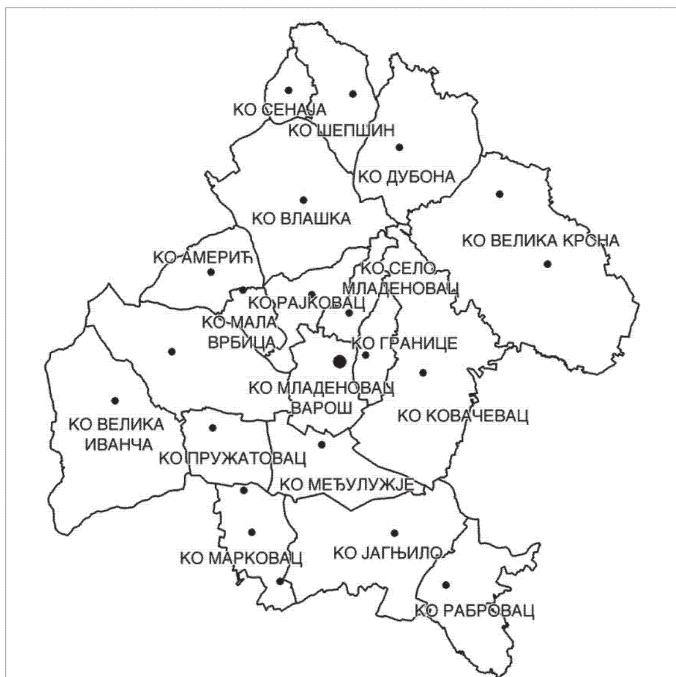 КО СЕНАЈА
КО ШЕПШИН
КО ДУБОНА
КО ВЛАШКА
КО ВЕЛИКА КРСНА
КО АМЕРИЋ
КО СЕЛО
МЛАДЕНОВАЦ
КО РАЈКОВАЦ
КО МАЛА
ВРБИЦА
КО ГРАНИЦЕ
КО МЛАДЕНОВАЦ
ВАРОШ
КО КОВАЧЕВАЦ
КО ВЕЛИКА
ИВАНЧА
КО ПРУЖАТОВАЦ
КО МЕЂУЛУЖЈЕ
КО МАРКОВАЦ
КО ЈАГЊИЛО
КО РАБРОВАЦ